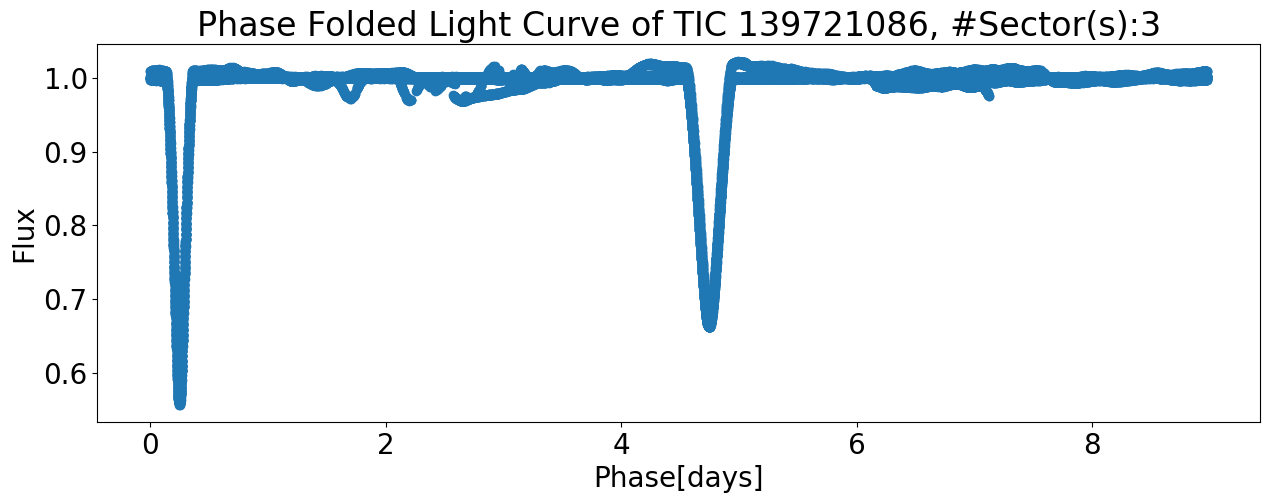 Phase Folded Light Curve of TIC 139721086, #Sector(s):3
1.0
0.9
0.8
0.7
0.6
Flux
0 2 4 6 8
Phase[days]